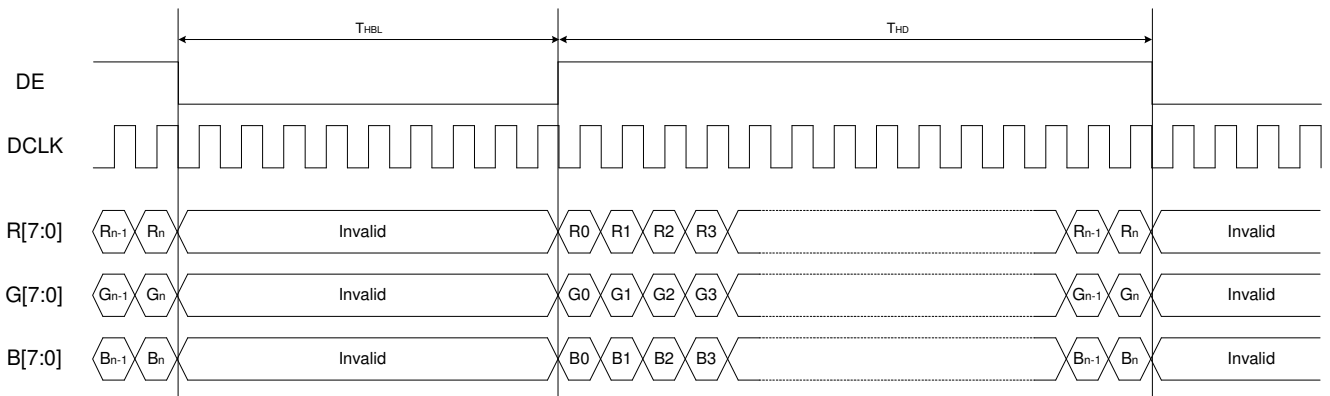 THBL THD
DE
DCLK
R[7:0] Rn-1 Rn Invalid R0 R1 R2 R3 Rn-1 Rn Invalid
G[7:0] Gn-1 Gn Invalid G0 G1 G2 G3 Gn-1 Gn Invalid
B[7:0] Bn-1 Bn Invalid B0 B1 B2 B3 Bn-1 Bn Invalid